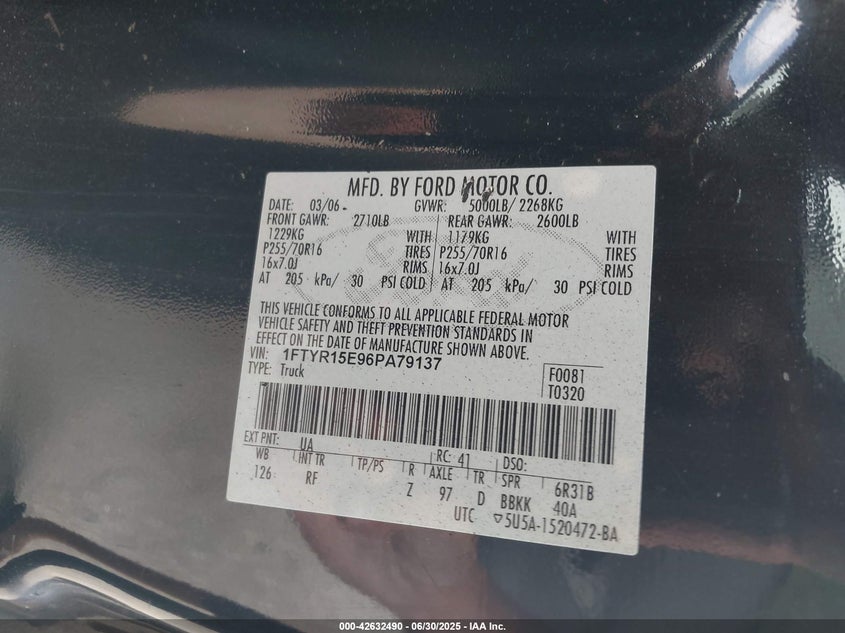 MFD. BY FORD MOTOR CO.
DATE: 03/06 GVWR: 5000LB/ 2268KG
FRONT GAWR: 2710LB REAR GAWR: 2600LB
1229KG WITH 1179KG WITH
P255/70R16 TIRES P255/70R16 TIRES
16x7.0J RIMS 16x7.0J RIMS
AT 205 kPa/ 30 PSI COLD AT 205 kPa/ 30 PSI COLD
THIS VEHICLE CONFORMS TO ALL APPLICABLE FEDERAL MOTOR
VEHICLE SAFETY AND THEFT PREVENTION STANDARDS IN
EFFECT ON THE DATE OF MANUFACTURE SHOWN ABOVE.
VIN: 1FTYR15E96PA79137
TYPE: Truck
F0081
T0320
EXT PNT: UA RC: 41 DSO:
WB INT TR TP/PS R AXLE TR SPR 6R31B
126 RF Z 97 D BBKK 40A
UTC ▽5U5A-1520472-BA
000-42632490 - 06/30/2025 - IAA Inc.